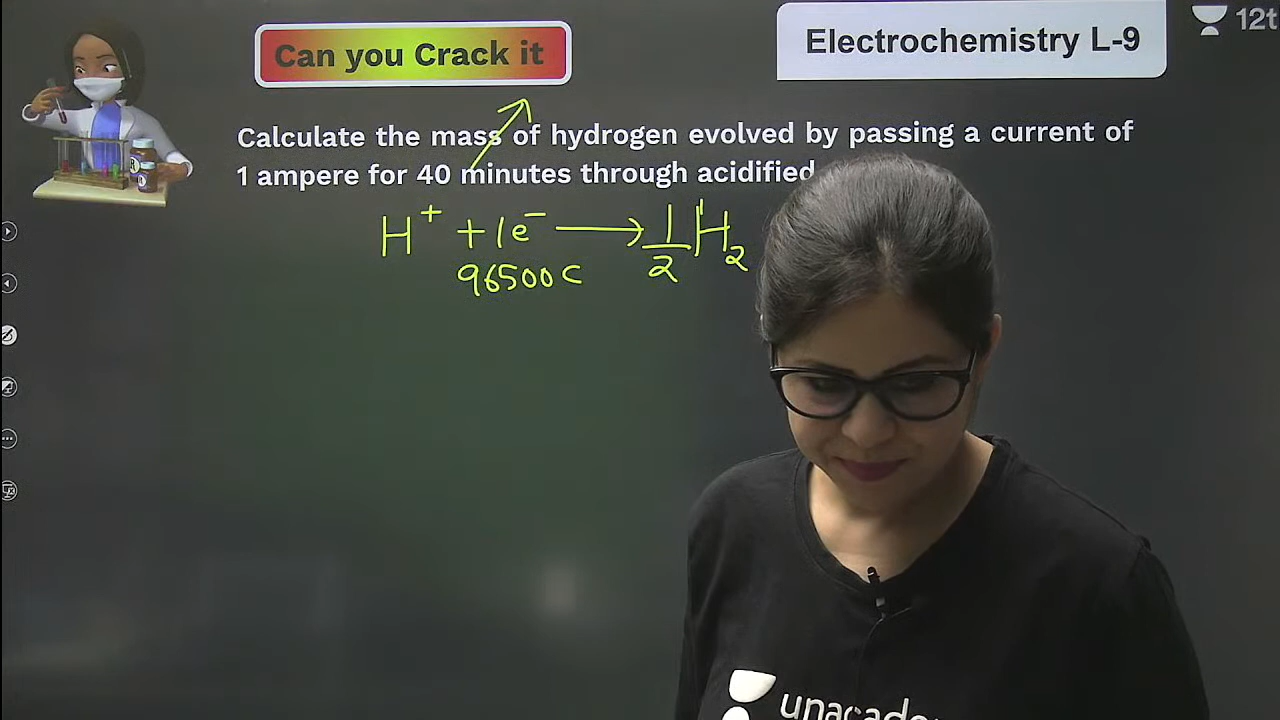 Can you Crack it
Electrochemistry L-9
12t
Calculate the mass of hydrogen evolved by passing a current of
1 ampere for 40 minutes through acidified
H⁺ + 1e⁻ → 1/2 H₂
96500 C